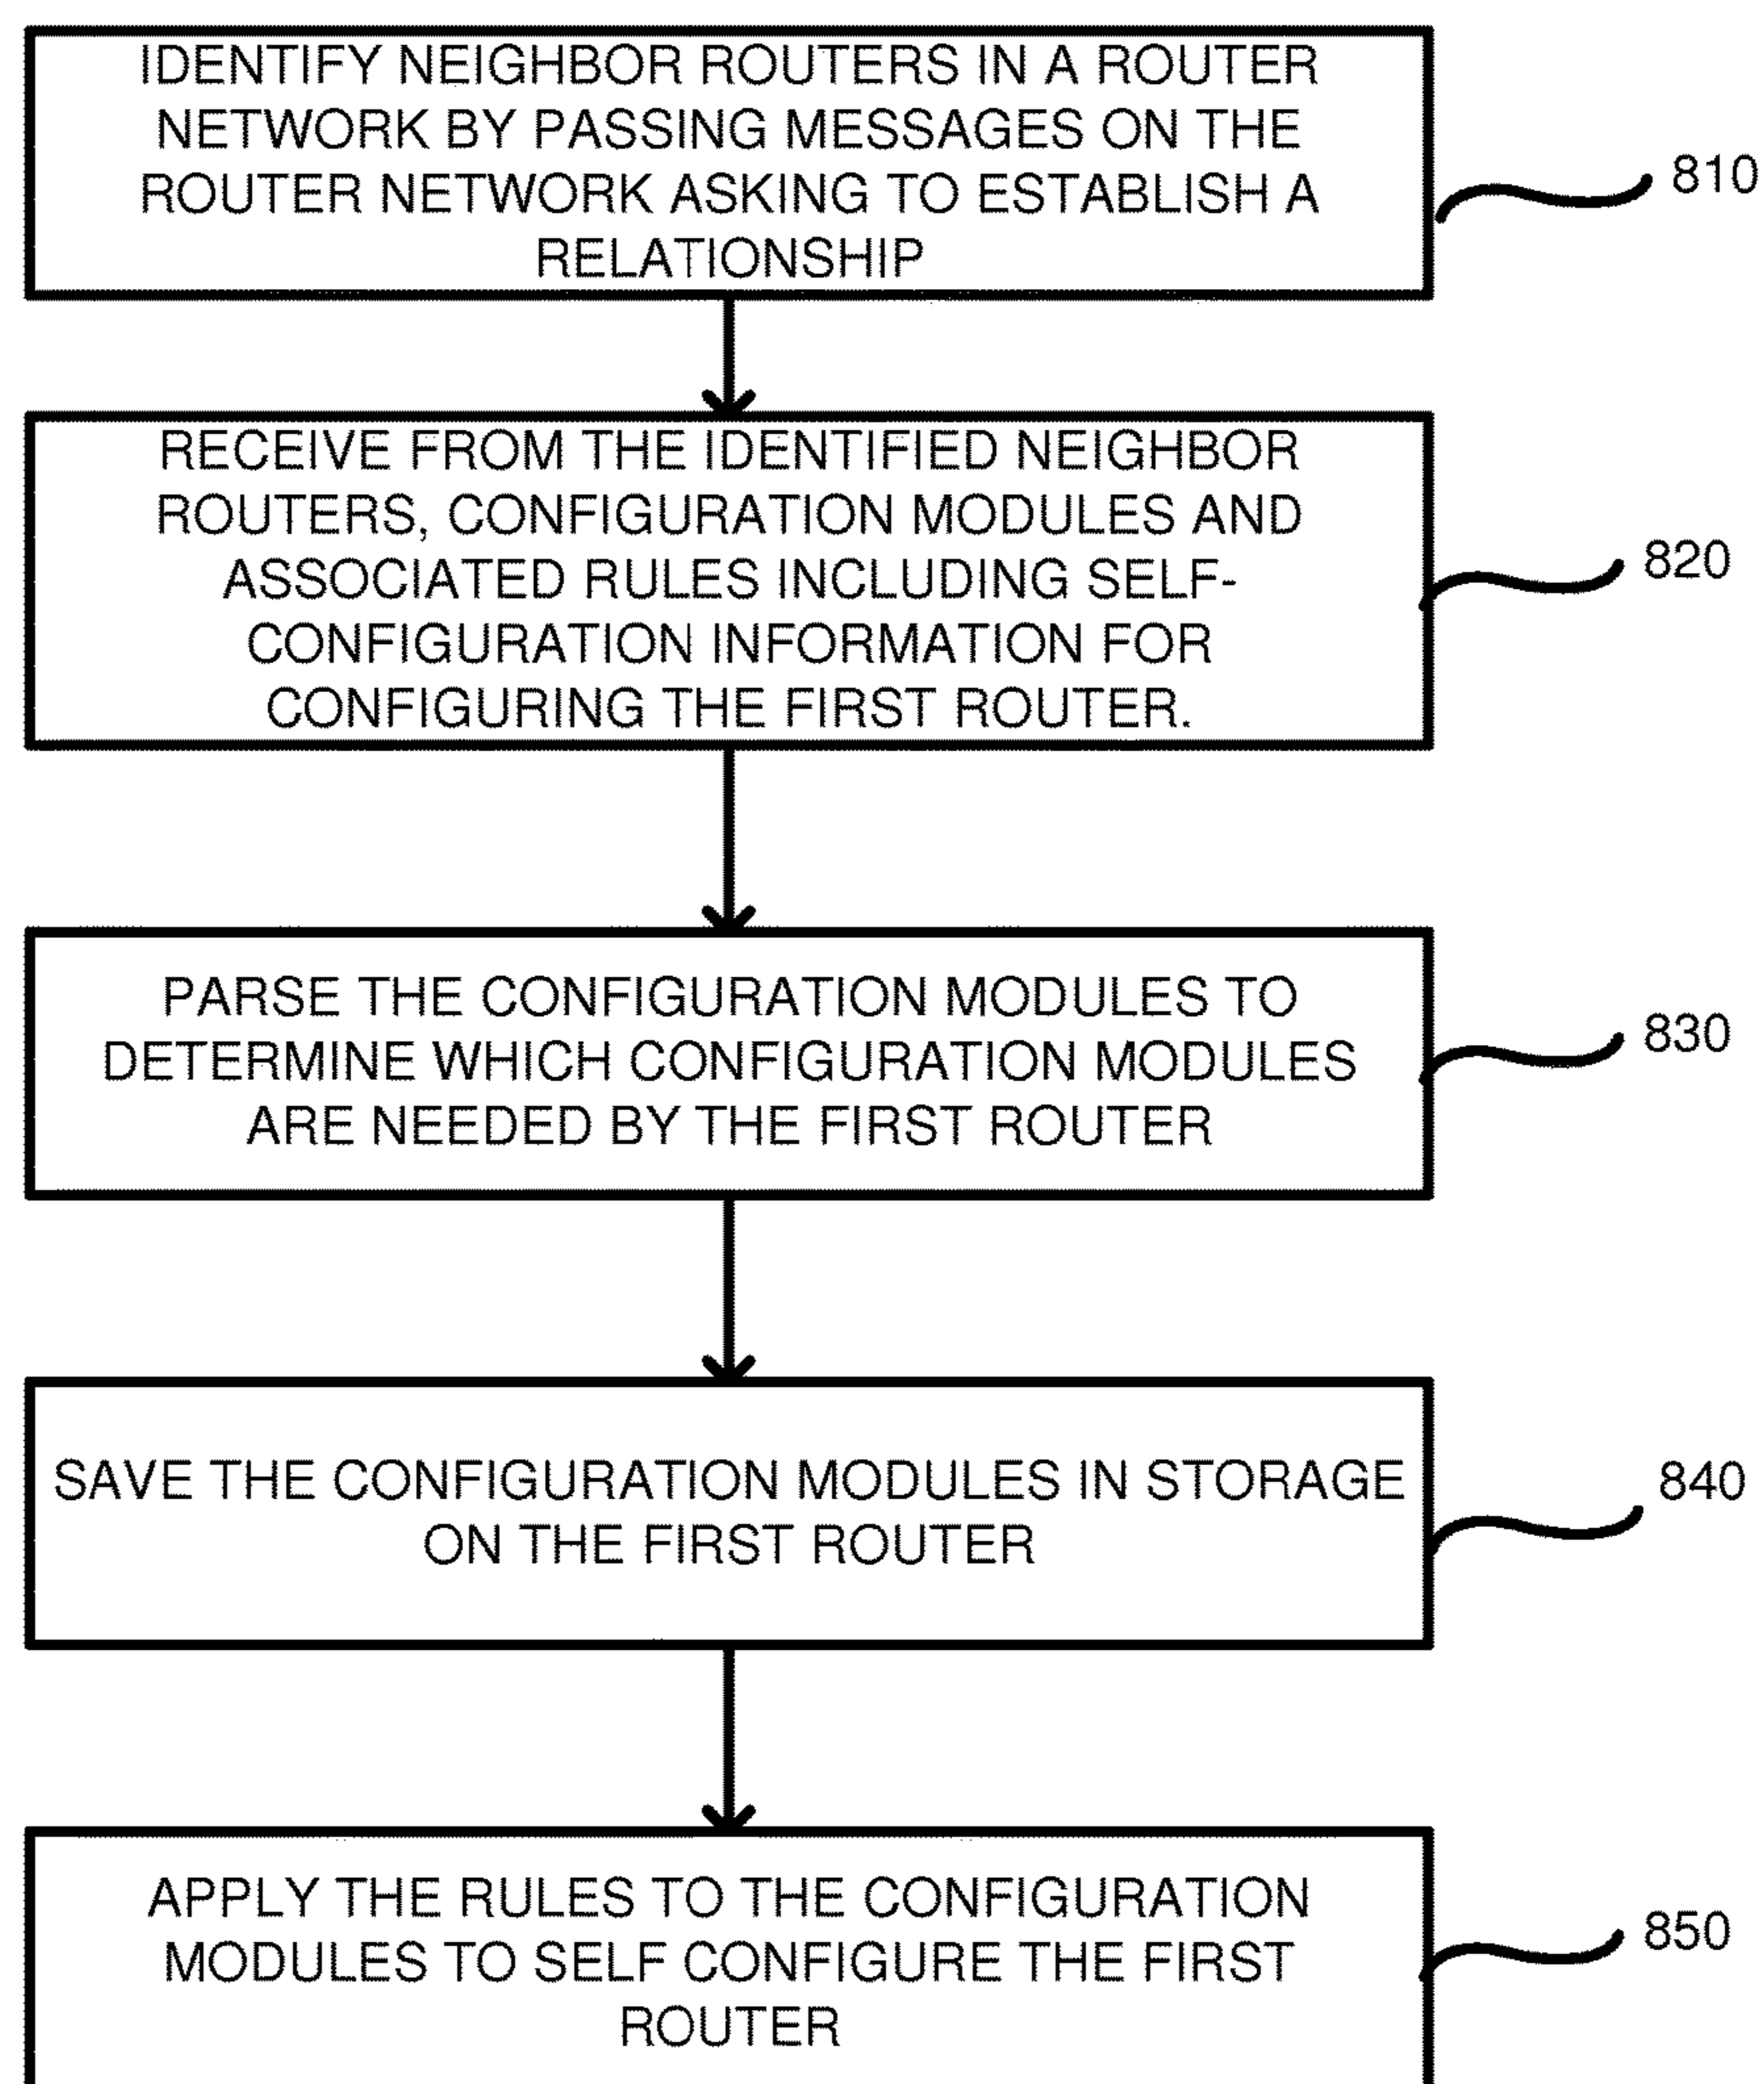 IDENTIFY NEIGHBOR ROUTERS IN A ROUTER
NETWORK BY PASSING MESSAGES ON THE
ROUTER NETWORK ASKING TO ESTABLISH A
RELATIONSHIP
810
RECEIVE FROM THE IDENTIFIED NEIGHBOR
ROUTERS, CONFIGURATION MODULES AND
ASSOCIATED RULES INCLUDING SELF-
CONFIGURATION INFORMATION FOR
CONFIGURING THE FIRST ROUTER.
820
PARSE THE CONFIGURATION MODULES TO
DETERMINE WHICH CONFIGURATION MODULES
ARE NEEDED BY THE FIRST ROUTER
830
SAVE THE CONFIGURATION MODULES IN STORAGE
ON THE FIRST ROUTER
840
APPLY THE RULES TO THE CONFIGURATION
MODULES TO SELF CONFIGURE THE FIRST
ROUTER
850